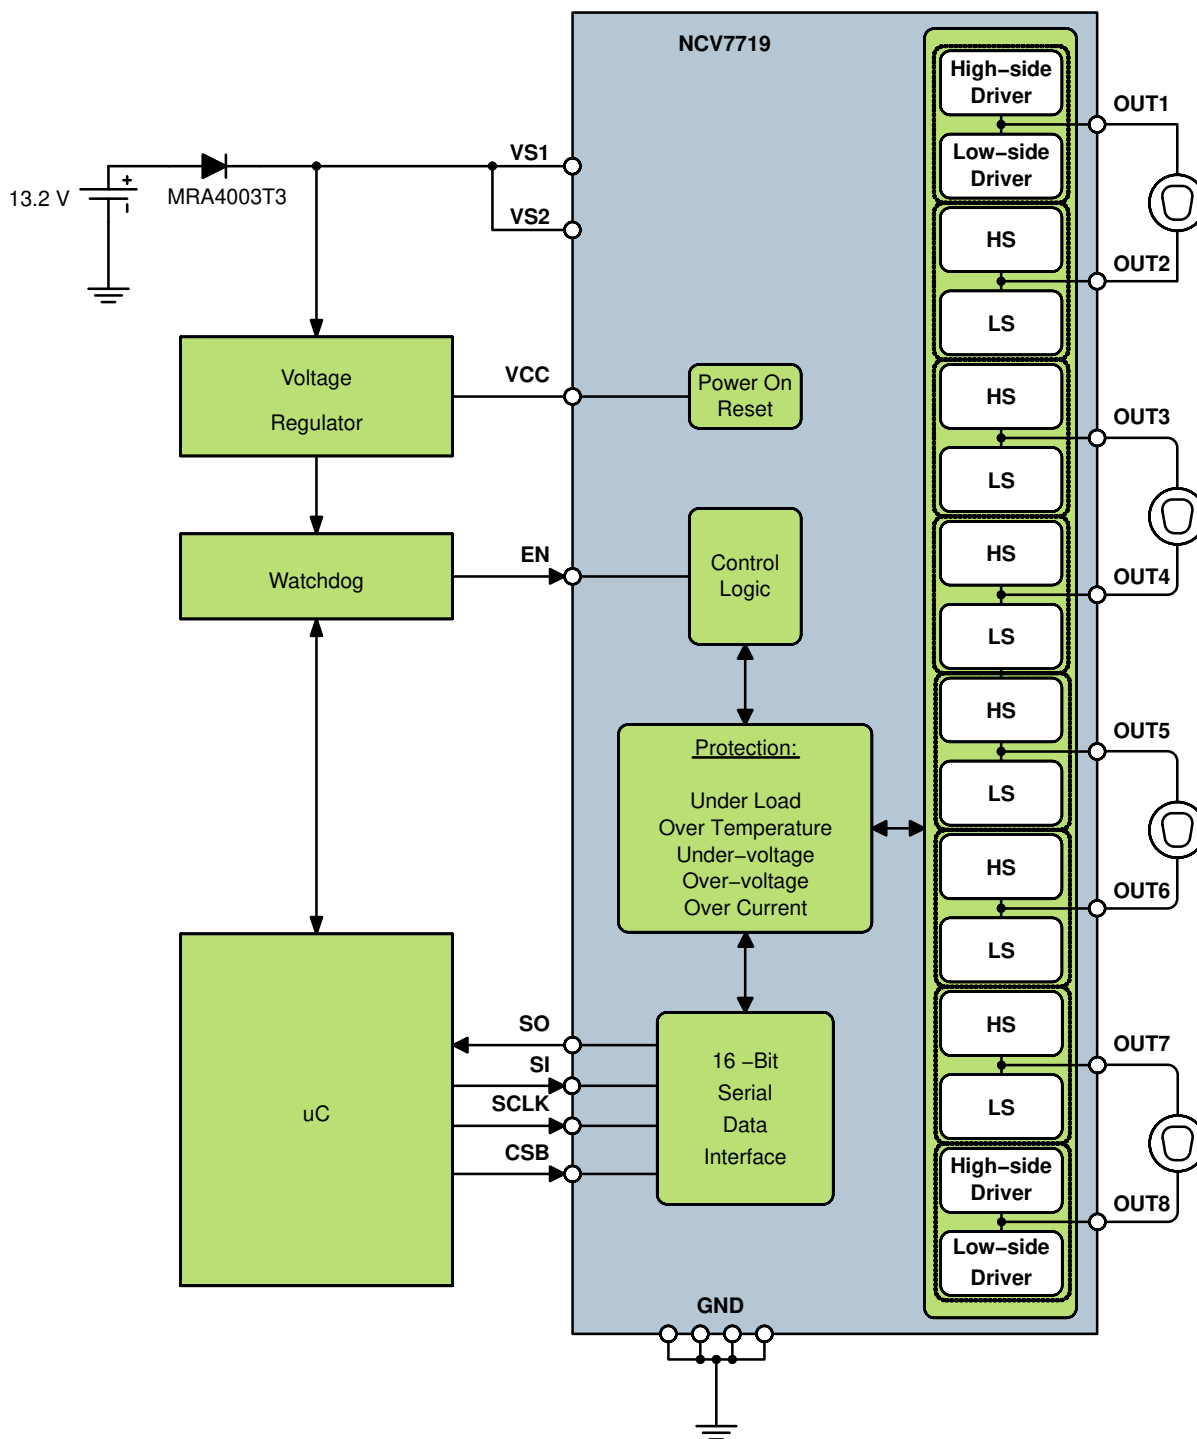 NCV7719
High–side
Driver
OUT1
Low–side
Driver
VS1
13.2 V
+
–
MRA4003T3
VS2
HS
OUT2
LS
Voltage
Regulator
VCC
Power On
Reset
HS
OUT3
LS
Watchdog
EN
Control
Logic
HS
OUT4
LS
HS
OUT5
LS
Protection:
Under Load
Over Temperature
Under–voltage
Over–voltage
Over Current
HS
OUT6
LS
uC
SO
SI
SCLK
CSB
16 –Bit
Serial
Data
Interface
HS
OUT7
LS
High–side
Driver
OUT8
Low–side
Driver
GND